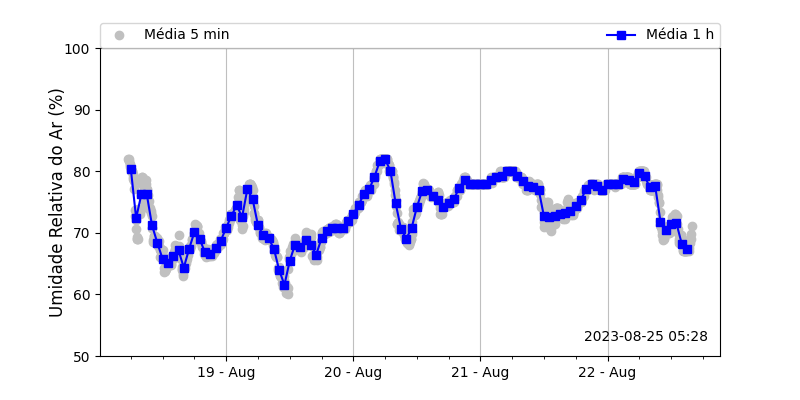 Média 5 min
Média 1 h
100
90
80
70
60
50
Umidade Relativa do Ar (%)
2023-08-25 05:28
19 - Aug
20 - Aug
21 - Aug
22 - Aug